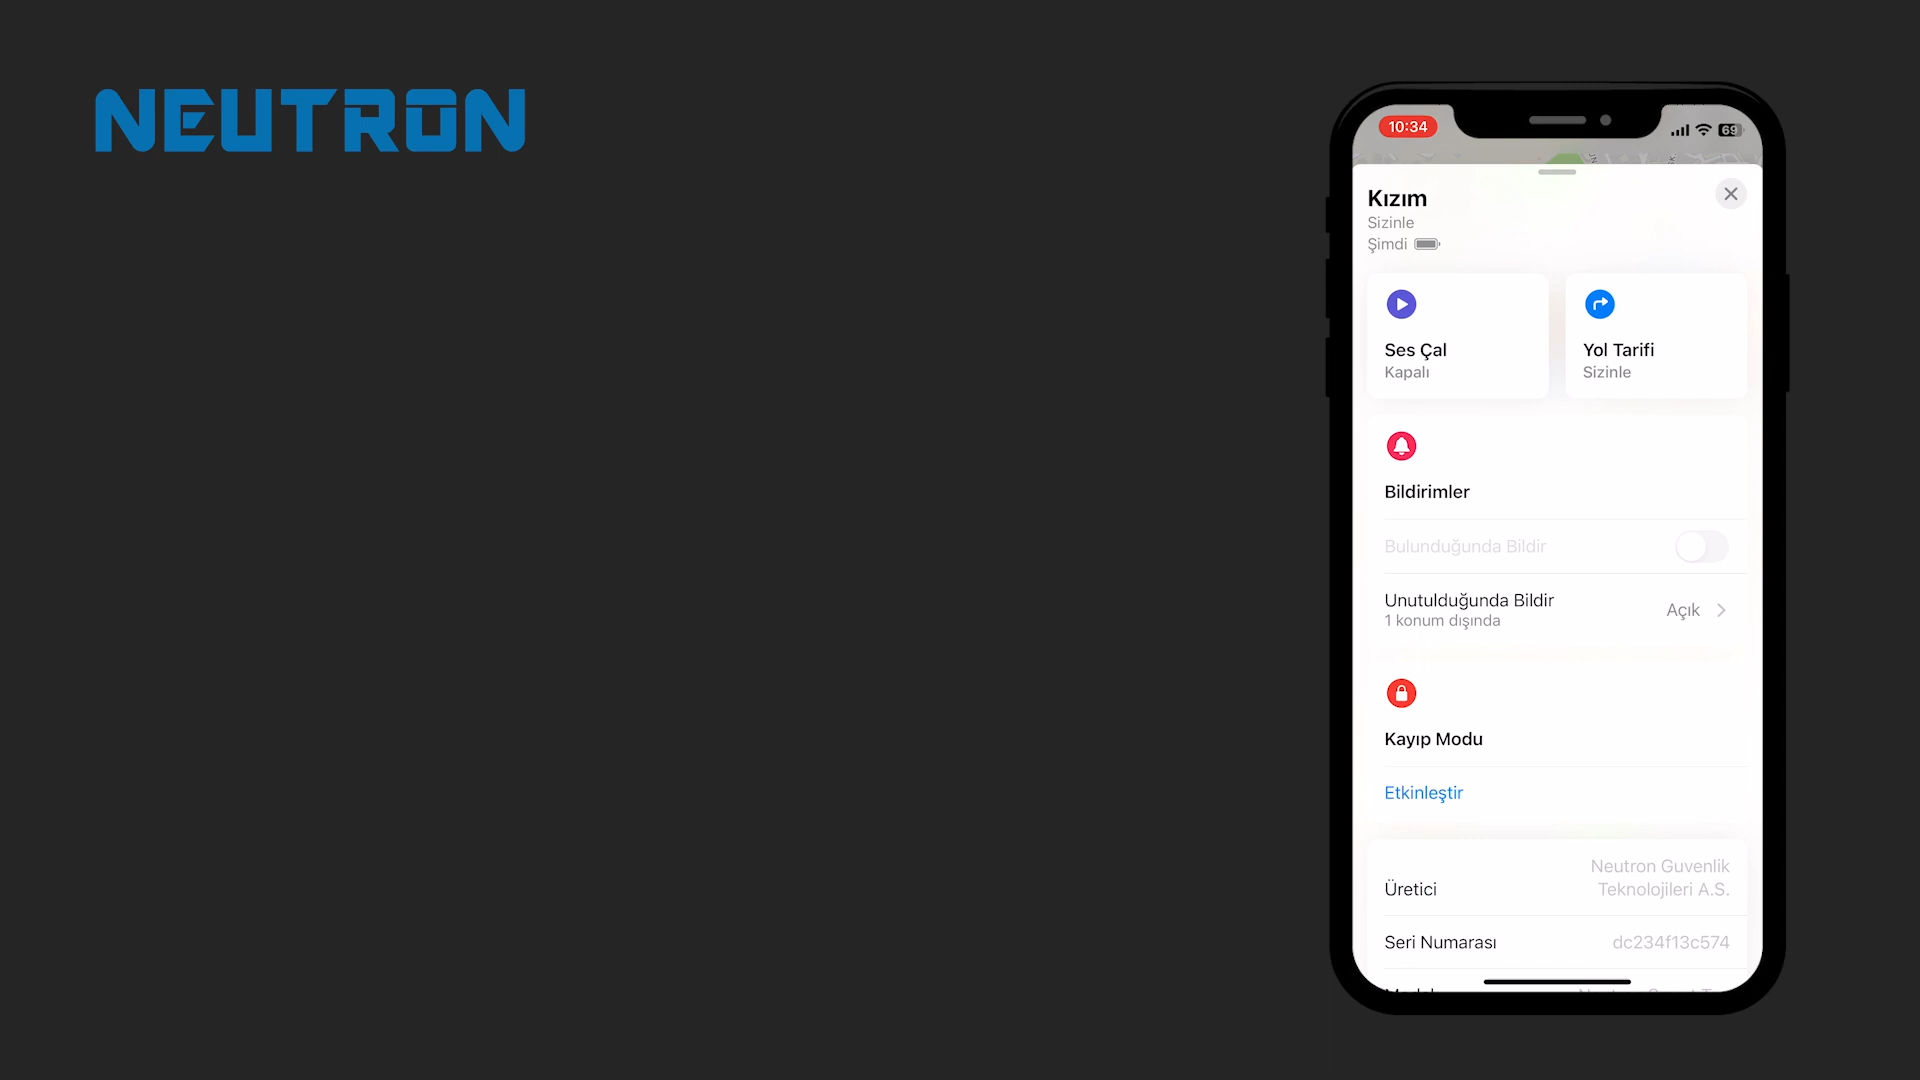 NEUTRON
10:34
69
Kızım
Sizinle
Şimdi
Ses Çal
Kapalı
Yol Tarifi
Sizinle
Bildirimler
Bulunduğunda Bildir
Unutulduğunda Bildir
1 konum dışında
Açık
Kayıp Modu
Etkinleştir
Üretici
Neutron Guvenlik
Teknolojileri A.S.
Seri Numarası
dc234f13c574